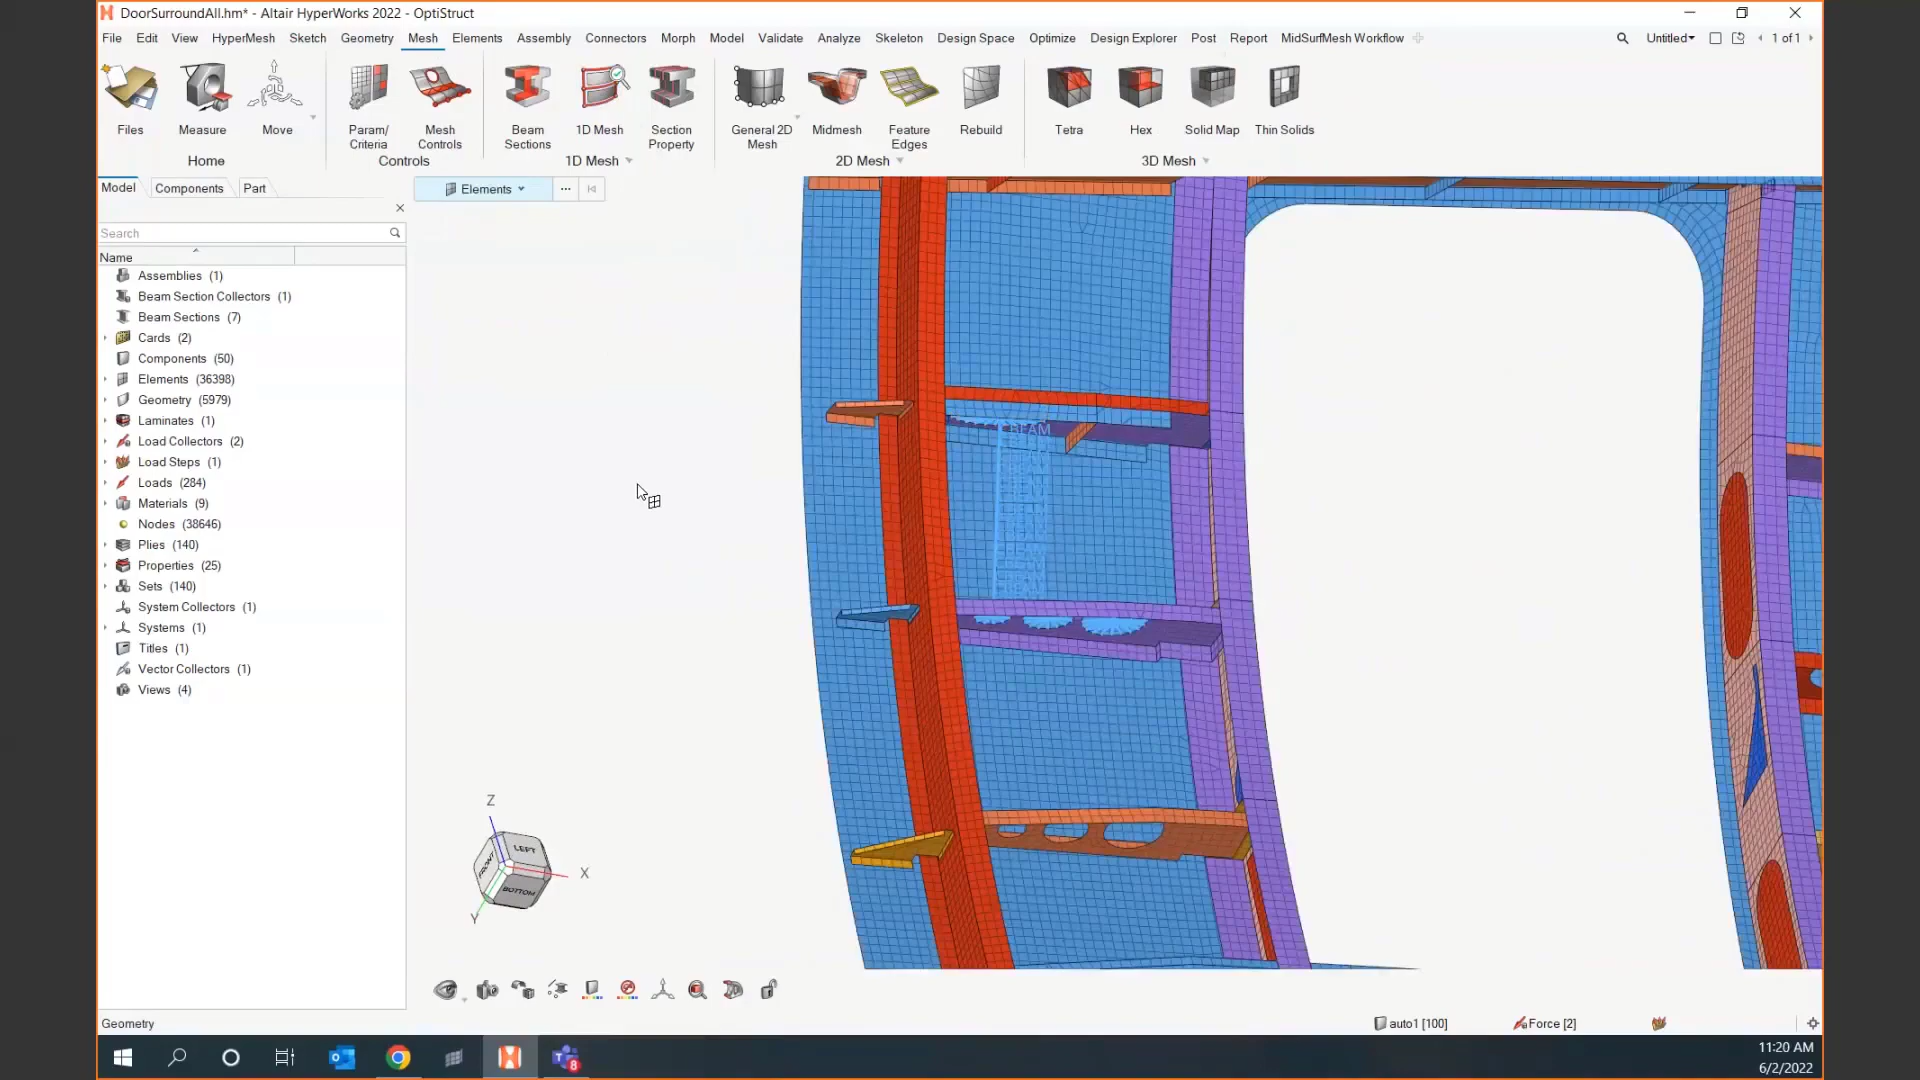 DoorSurroundAll.hm* - Altair HyperWorks 2022 - OptiStruct
File Edit View HyperMesh Sketch Geometry Mesh Elements Assembly Connectors Morph Model Validate Analyze Skeleton Design Space Optimize Design Explorer Post Report MidSurfMesh Workflow Untitled 1 of 1
Files Measure Move Param/ Criteria Mesh Controls Beam Sections 1D Mesh Section Property General 2D Mesh Midmesh Feature Edges Rebuild Tetra Hex Solid Map Thin Solids
Home Controls 1D Mesh 2D Mesh 3D Mesh
Model Components Part Elements
Search
Name
Assemblies (1)
Beam Section Collectors (1)
Beam Sections (7)
Cards (2)
Components (50)
Elements (36398)
Geometry (5979)
Laminates (1)
Load Collectors (2)
Load Steps (1)
Loads (284)
Materials (9)
Nodes (38646)
Plies (140)
Properties (25)
Sets (140)
System Collectors (1)
Systems (1)
Titles (1)
Vector Collectors (1)
Views (4)
BEAM
Z
LEFT
FRONT
X
BOTTOM
Y
Geometry auto1 [100] Force [2]
8
11:20 AM
6/2/2022